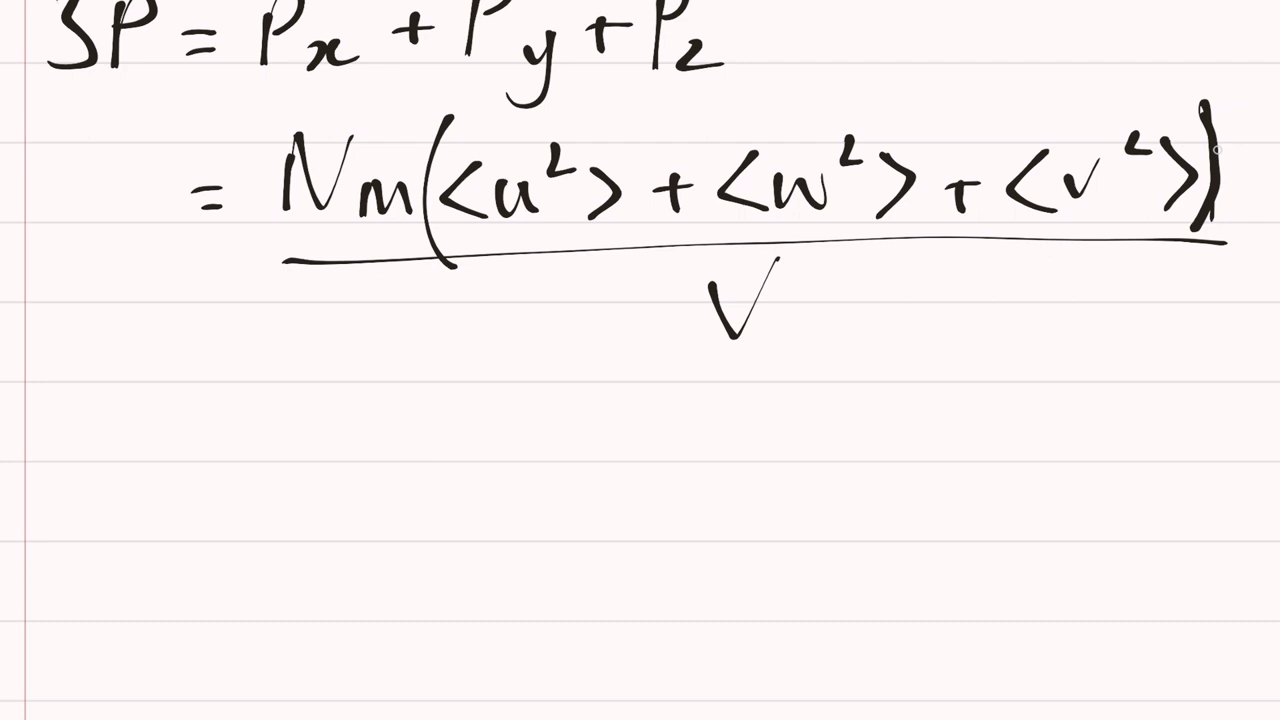 3P = Px + Py + Pz
= Nm(<u²> + <w²> + <v²>)
V